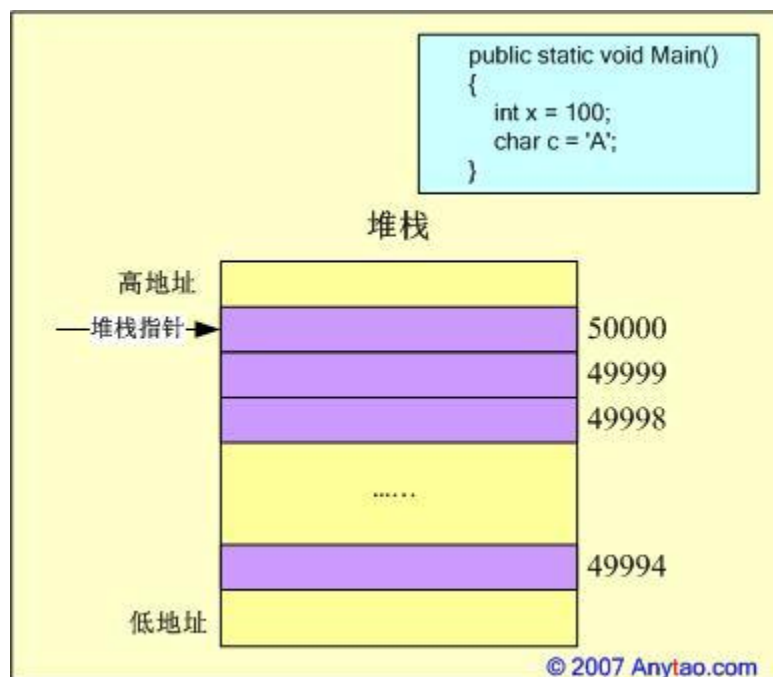 public static void Main()
{
int x = 100;
char c = 'A';
}
堆栈
高地址
堆栈指针
50000
49999
49998
......
49994
低地址
© 2007 Anytao.com